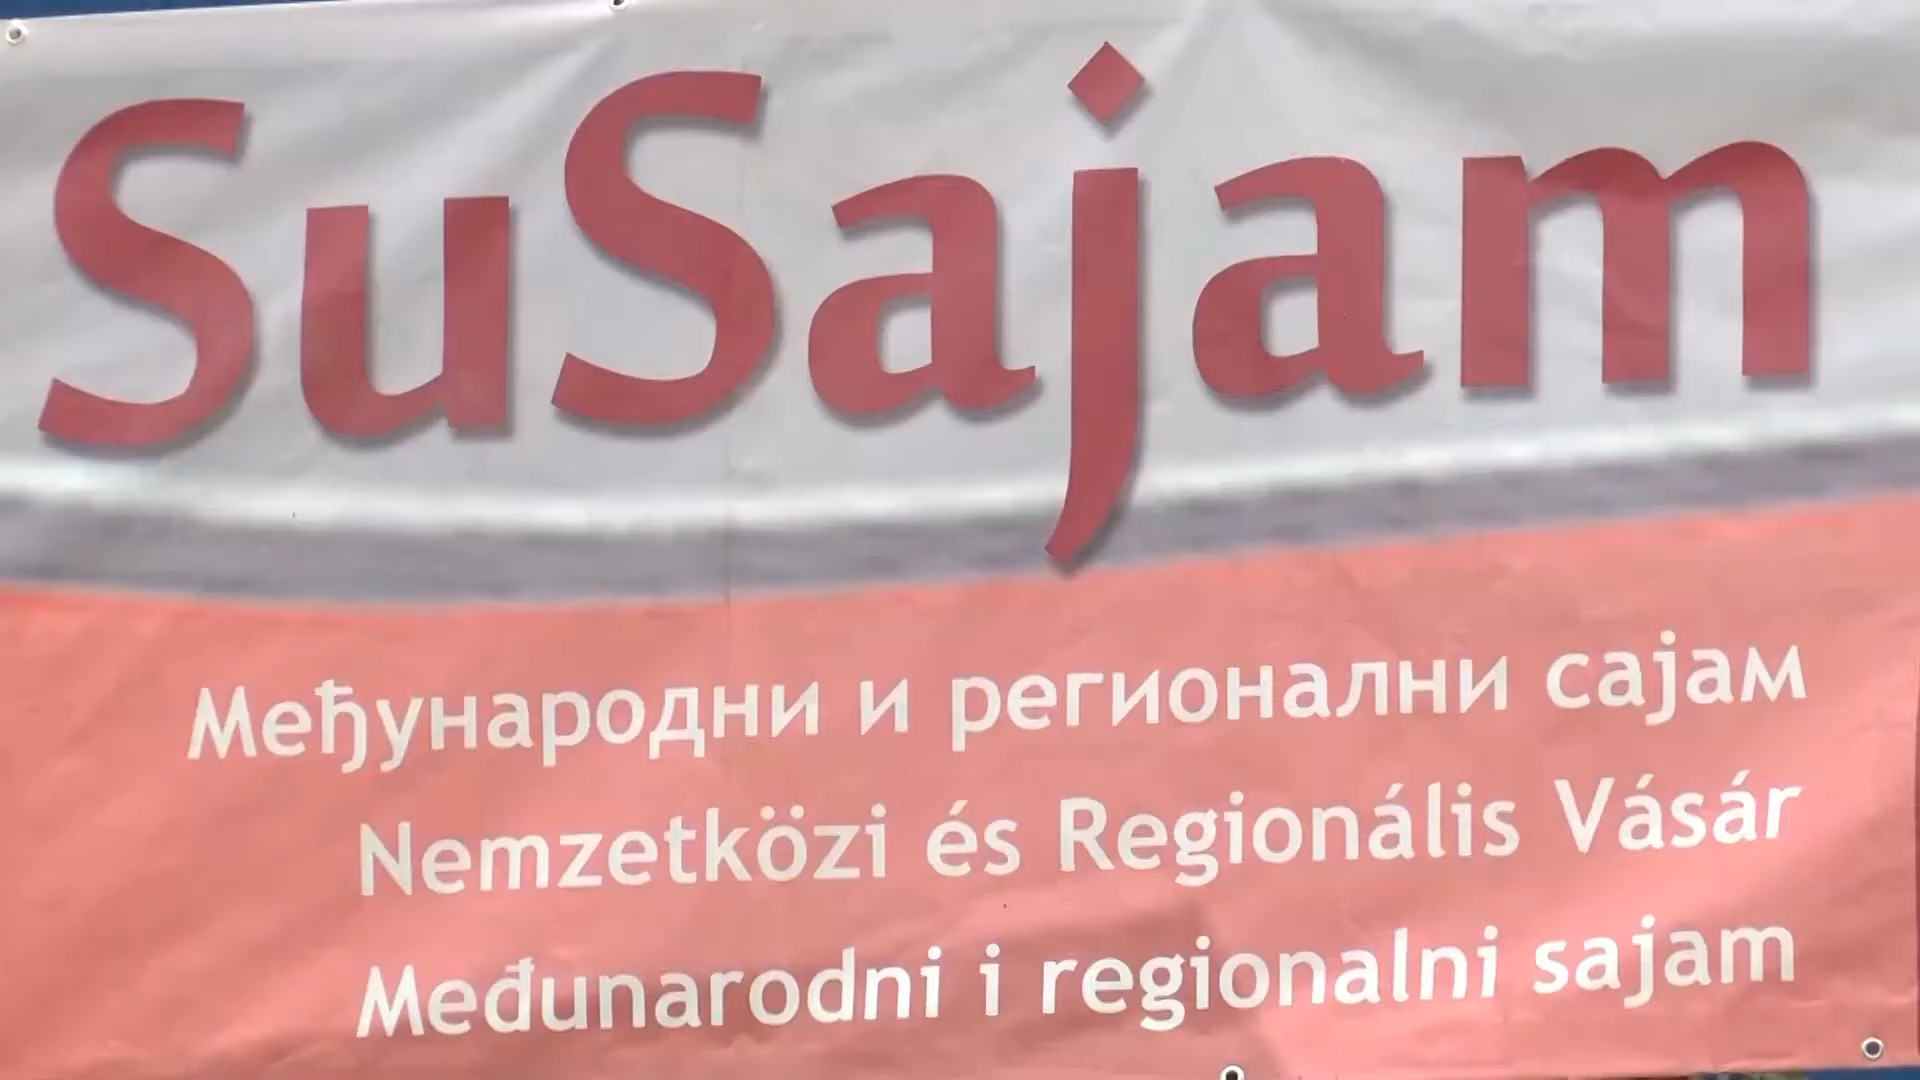 SuSajam
Међународни и регионални сајам
Nemzetközi és Regionális Vásár
Međunarodni i regionalni sajam